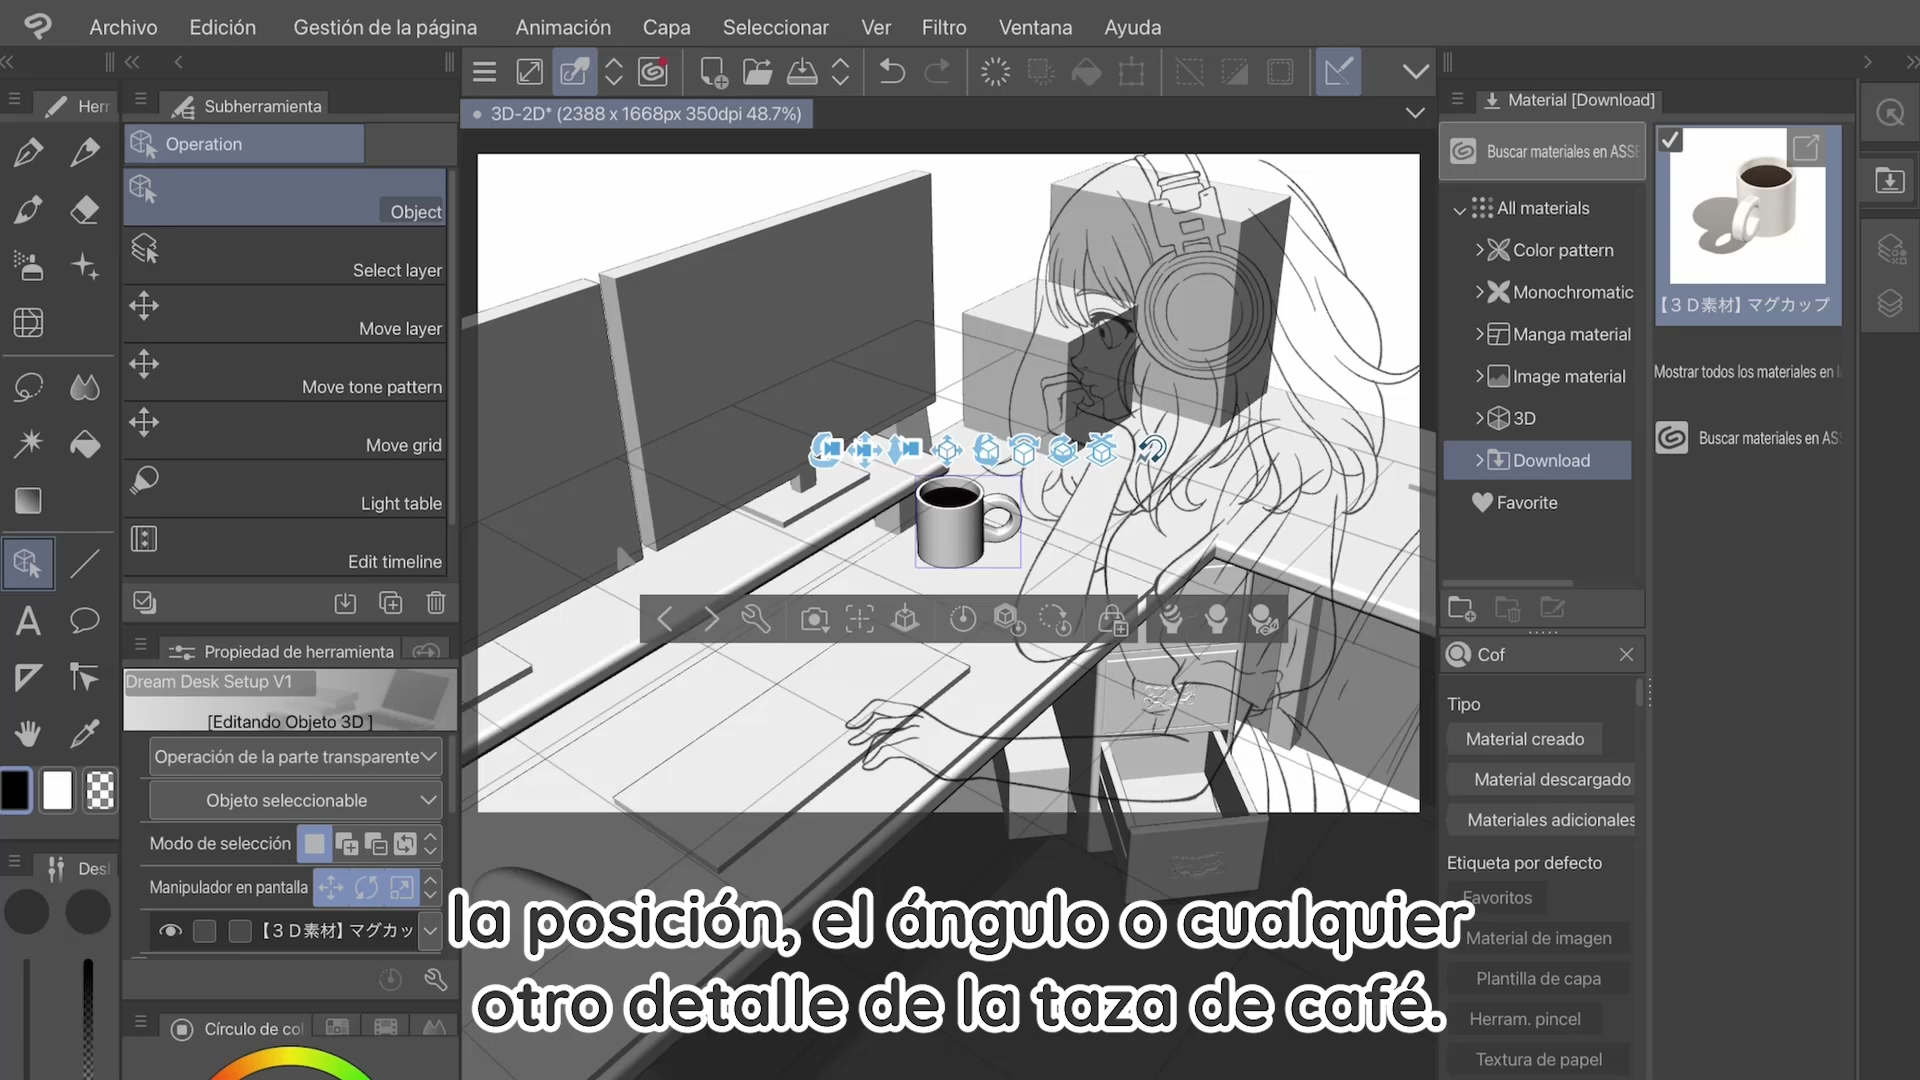 Archivo Edición Gestión de la página Animación Capa Seleccionar Ver Filtro Ventana Ayuda
Herr
Subherramienta
3D-2D* (2388 x 1668px 350dpi 48.7%)
Operation
Object
Select layer
Move layer
Move tone pattern
Move grid
Light table
Edit timeline
Propiedad de herramienta
Dream Desk Setup V1
[Editando Objeto 3D ]
Operación de la parte transparente
Objeto seleccionable
Modo de selección
Manipulador en pantalla
【３Ｄ素材】マグカッ
Desl
Círculo de col
Material [Download]
Buscar materiales en ASSE
All materials
Color pattern
Monochromatic
Manga material
Image material
3D
Download
Favorite
【３Ｄ素材】マグカップ
Mostrar todos los materiales en l
Buscar materiales en AS
Cof
Tipo
Material creado
Material descargado
Materiales adicionales
Etiqueta por defecto
Favoritos
Material de imagen
Plantilla de capa
Herram. pincel
Textura de papel
la posición, el ángulo o cualquier
otro detalle de la taza de café.